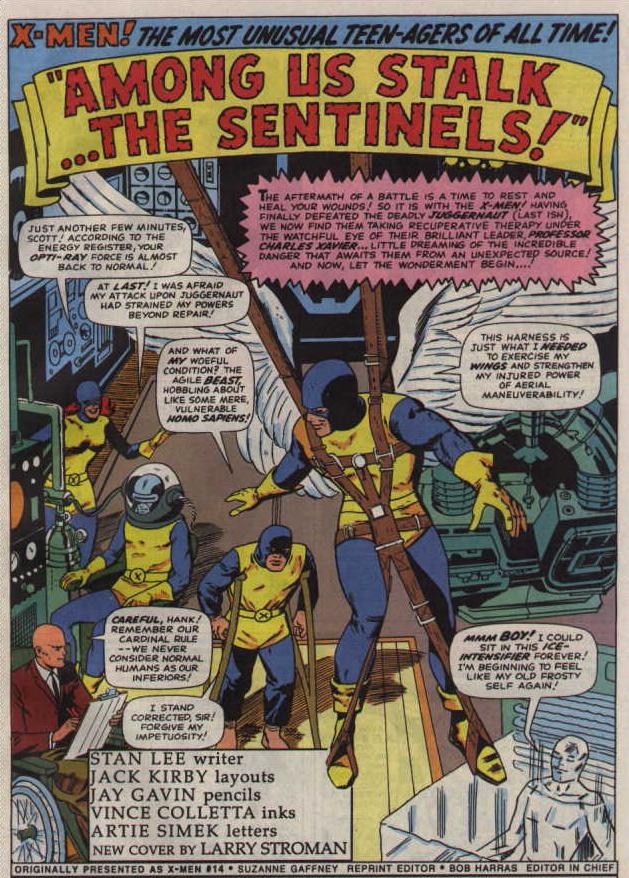 X-MEN! THE MOST UNUSUAL TEEN-AGERS OF ALL TIME!
"AMONG US STALK
...THE SENTINELS!"
THE AFTERMATH OF A BATTLE IS A TIME TO REST AND
HEAL YOUR WOUNDS! SO IT IS WITH THE X-MEN! HAVING
FINALLY DEFEATED THE DEADLY JUGGERNAUT (LAST ISH),
WE NOW FIND THEM TAKING RECUPERATIVE THERAPY UNDER
THE WATCHFUL EYE OF THEIR BRILLIANT LEADER, PROFESSOR
CHARLES XAVIER... LITTLE DREAMING OF THE INCREDIBLE
DANGER THAT AWAITS THEM FROM AN UNEXPECTED SOURCE!
AND NOW, LET THE WONDERMENT BEGIN....!
JUST ANOTHER FEW MINUTES,
SCOTT! ACCORDING TO THE
ENERGY REGISTER, YOUR
OPTI-RAY FORCE IS ALMOST
BACK TO NORMAL!
AT LAST! I WAS AFRAID
MY ATTACK UPON JUGGERNAUT
HAD STRAINED MY POWERS
BEYOND REPAIR!
AND WHAT OF
MY WOEFUL
CONDITION? THE
AGILE BEAST,
HOBBLING ABOUT
LIKE SOME MERE,
VULNERABLE
HOMO SAPIENS!
THIS HARNESS IS
JUST WHAT I NEEDED
TO EXERCISE MY
WINGS AND STRENGTHEN
MY INJURED POWER
OF AERIAL
MANEUVERABILITY!
CAREFUL, HANK!
REMEMBER OUR
CARDINAL RULE
--WE NEVER
CONSIDER NORMAL
HUMANS AS OUR
INFERIORS!
I STAND
CORRECTED, SIR!
FORGIVE MY
IMPETUOSITY!
MMM BOY! I COULD
SIT IN THIS ICE-
INTENSIFIER FOREVER!
I'M BEGINNING TO FEEL
LIKE MY OLD FROSTY
SELF AGAIN!
STAN LEE writer
JACK KIRBY layouts
JAY GAVIN pencils
VINCE COLLETTA inks
ARTIE SIMEK letters
NEW COVER BY LARRY STROMAN
ORIGINALLY PRESENTED AS X-MEN #14 • SUZANNE GAFFNEY REPRINT EDITOR • BOB HARRAS EDITOR IN CHIEF